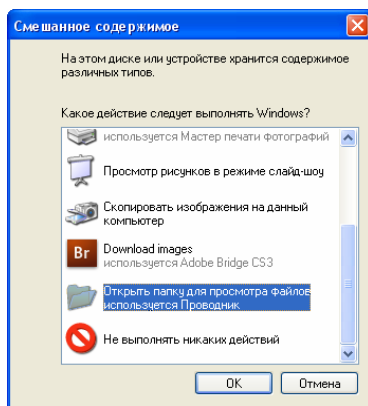 Смешанное содержимое
На этом диске или устройстве хранится содержимое
различных типов.
Какое действие следует выполнять Windows?
используется Мастер печати фотографий
Просмотр рисунков в режиме слайд-шоу
Скопировать изображения на данный
компьютер
Br
Download images
используется Adobe Bridge CS3
Открыть папку для просмотра файлов
используется Проводник
Не выполнять никаких действий
OK
Отмена